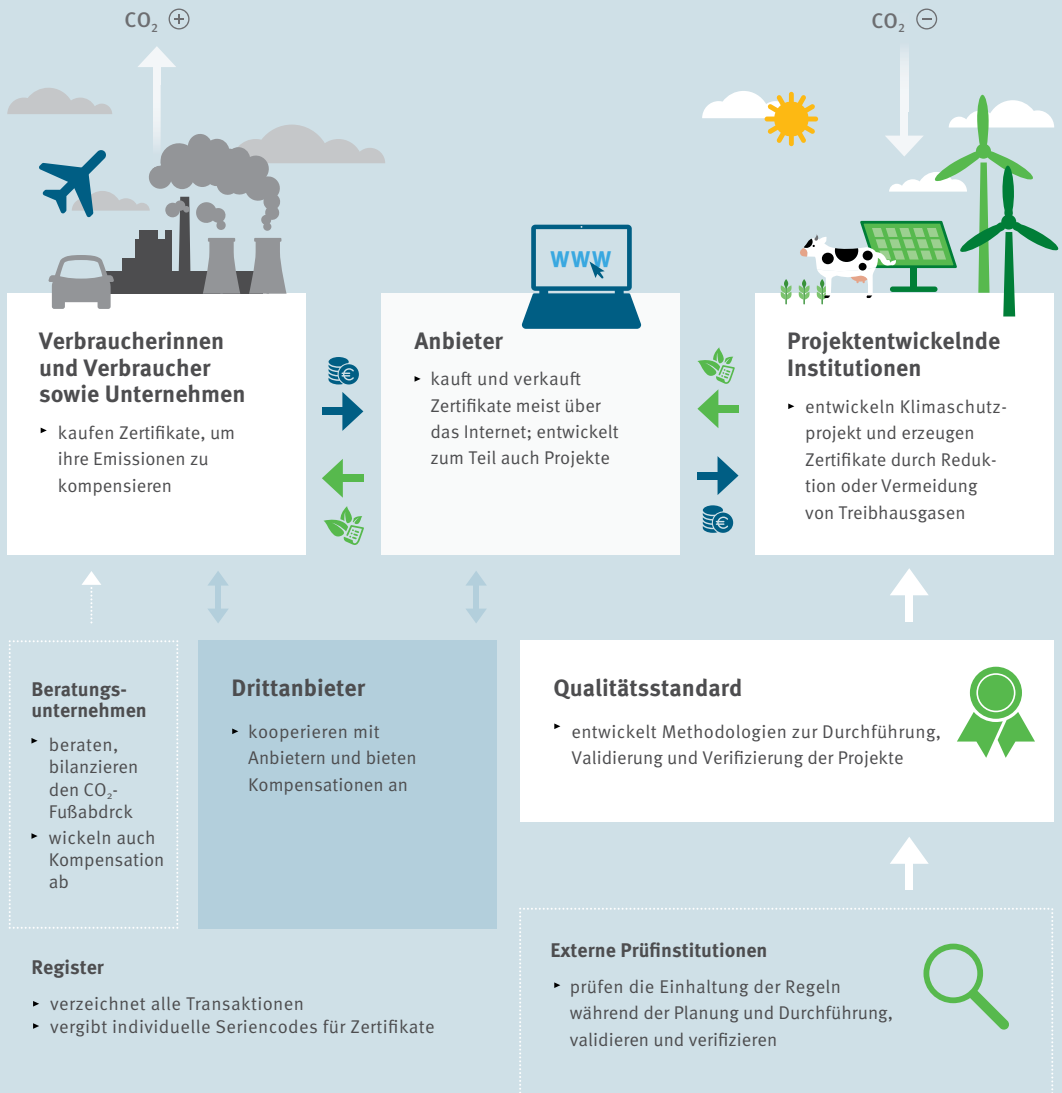 CO₂ ⊕
CO₂ ⊖
WWW
Verbraucherinnen
und Verbraucher
sowie Unternehmen
► kaufen Zertifikate, um
ihre Emissionen zu
kompensieren
Anbieter
► kauft und verkauft
Zertifikate meist über
das Internet; entwickelt
zum Teil auch Projekte
Projektentwickelnde
Institutionen
► entwickeln Klimaschutz-
projekt und erzeugen
Zertifikate durch Reduk-
tion oder Vermeidung
von Treibhausgasen
Beratungs-
unternehmen
► beraten,
bilanzieren
den CO₂-
Fußabdrck
► wickeln auch
Kompensation
ab
Drittanbieter
► kooperieren mit
Anbietern und bieten
Kompensationen an
Qualitätsstandard
► entwickelt Methodologien zur Durchführung,
Validierung und Verifizierung der Projekte
Register
► verzeichnet alle Transaktionen
► vergibt individuelle Seriencodes für Zertifikate
Externe Prüfinstitutionen
► prüfen die Einhaltung der Regeln
während der Planung und Durchführung,
validieren und verifizieren